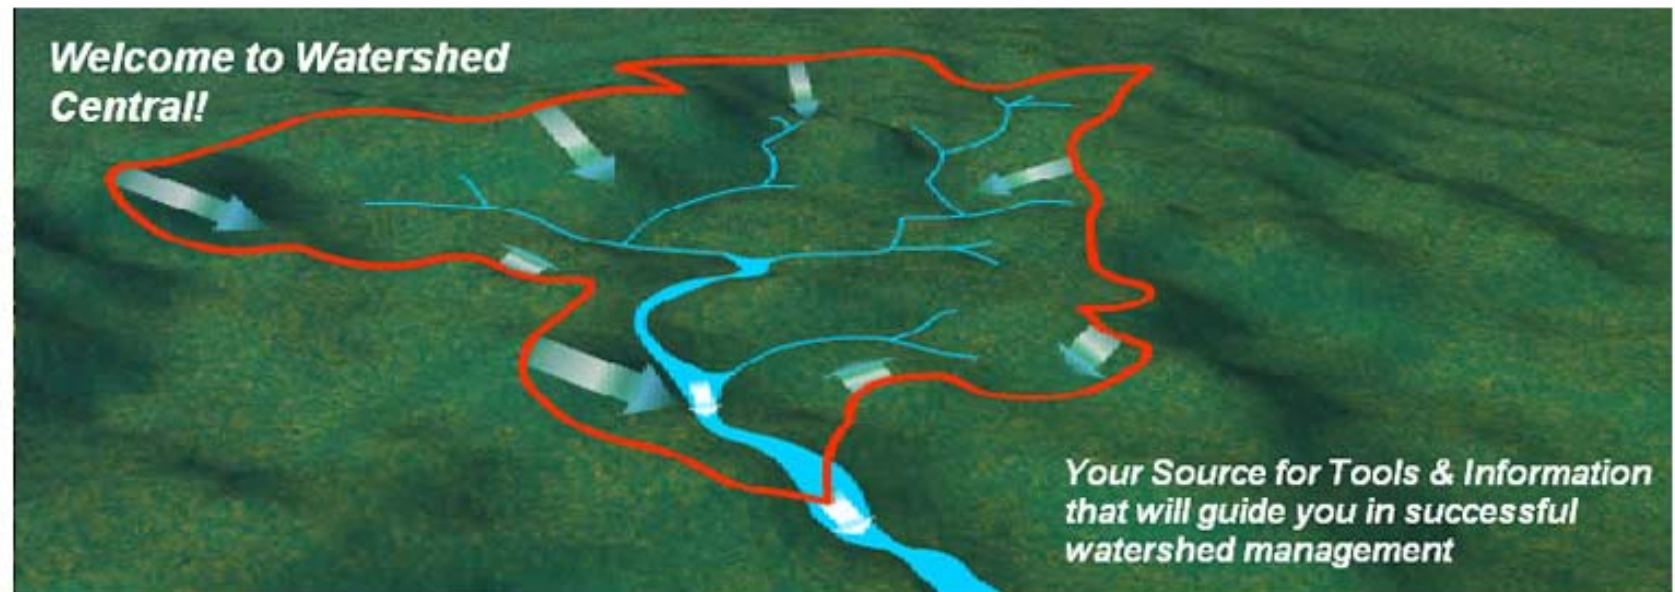 Welcome to Watershed
Central!
Your Source for Tools & Information
that will guide you in successful
watershed management